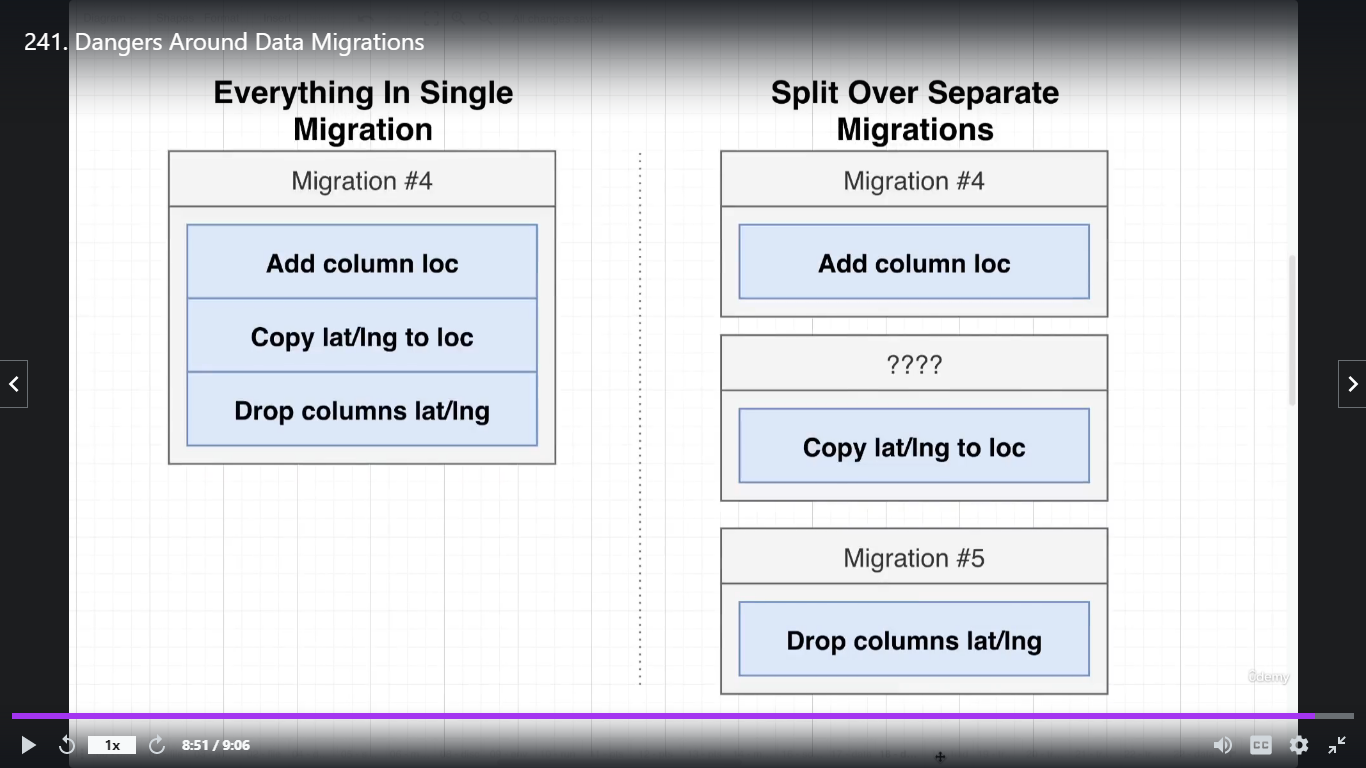 241. Dangers Around Data Migrations
Everything In Single
Migration
Migration #4
Add column loc
Copy lat/lng to loc
Drop columns lat/lng
Split Over Separate
Migrations
Migration #4
Add column loc
????
Copy lat/lng to loc
Migration #5
Drop columns lat/lng
ûdemy
1x
8:51 / 9:06
CC